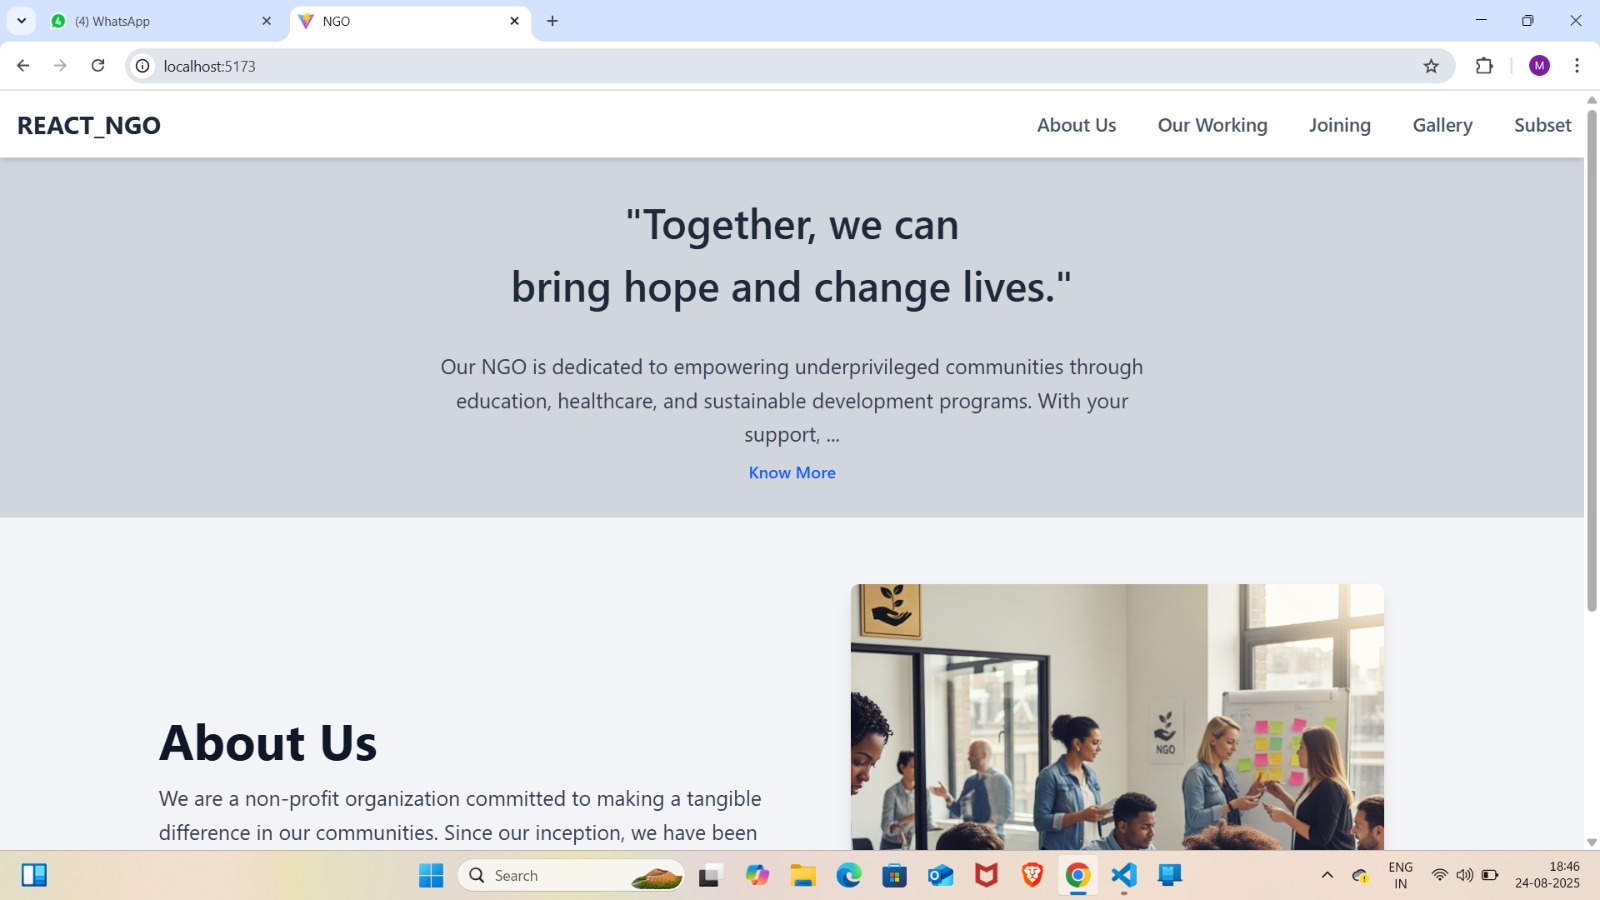 (4) WhatsApp
NGO
localhost:5173
M
REACT_NGO
About Us
Our Working
Joining
Gallery
Subset
"Together, we can
bring hope and change lives."
Our NGO is dedicated to empowering underprivileged communities through
education, healthcare, and sustainable development programs. With your
support, ...
Know More
NGO
About Us
We are a non-profit organization committed to making a tangible
difference in our communities. Since our inception, we have been
Search
ENG
IN
18:46
24-08-2025